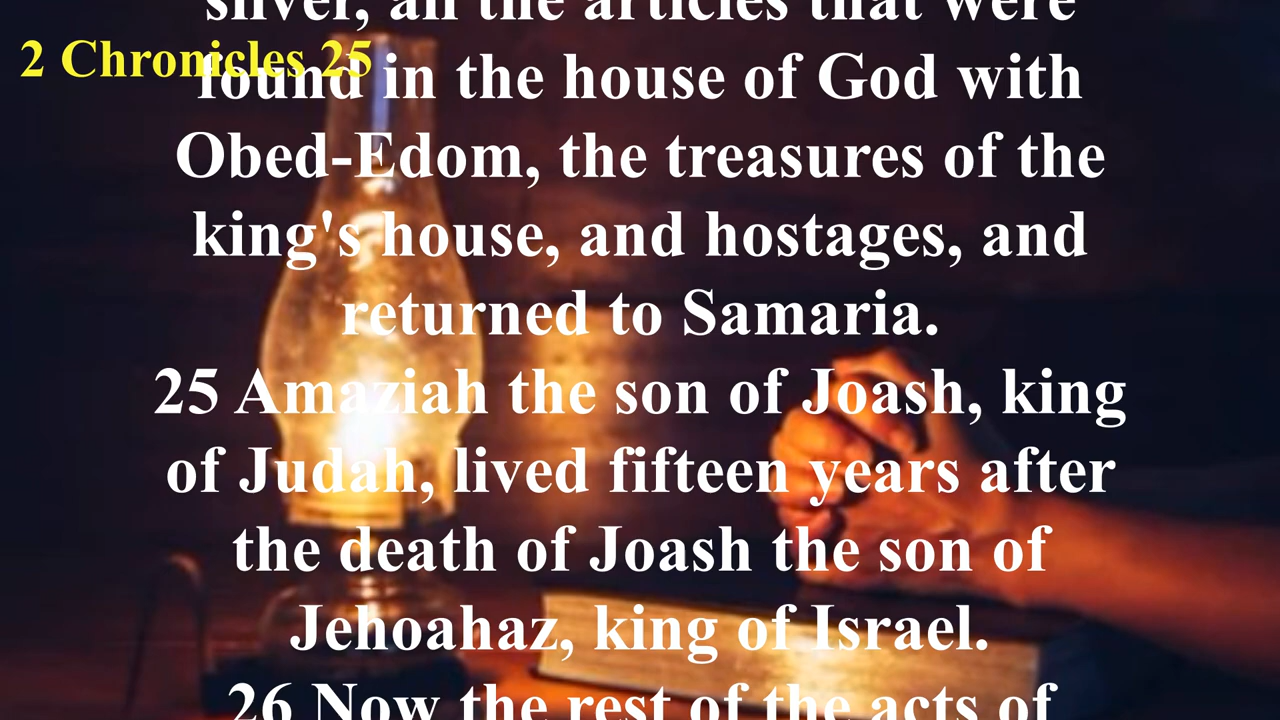 silver, all the articles that were
2 Chronicles 25
found in the house of God with
Obed-Edom, the treasures of the
king's house, and hostages, and
returned to Samaria.
25 Amaziah the son of Joash, king
of Judah, lived fifteen years after
the death of Joash the son of
Jehoahaz, king of Israel.
26 Now the rest of the acts of